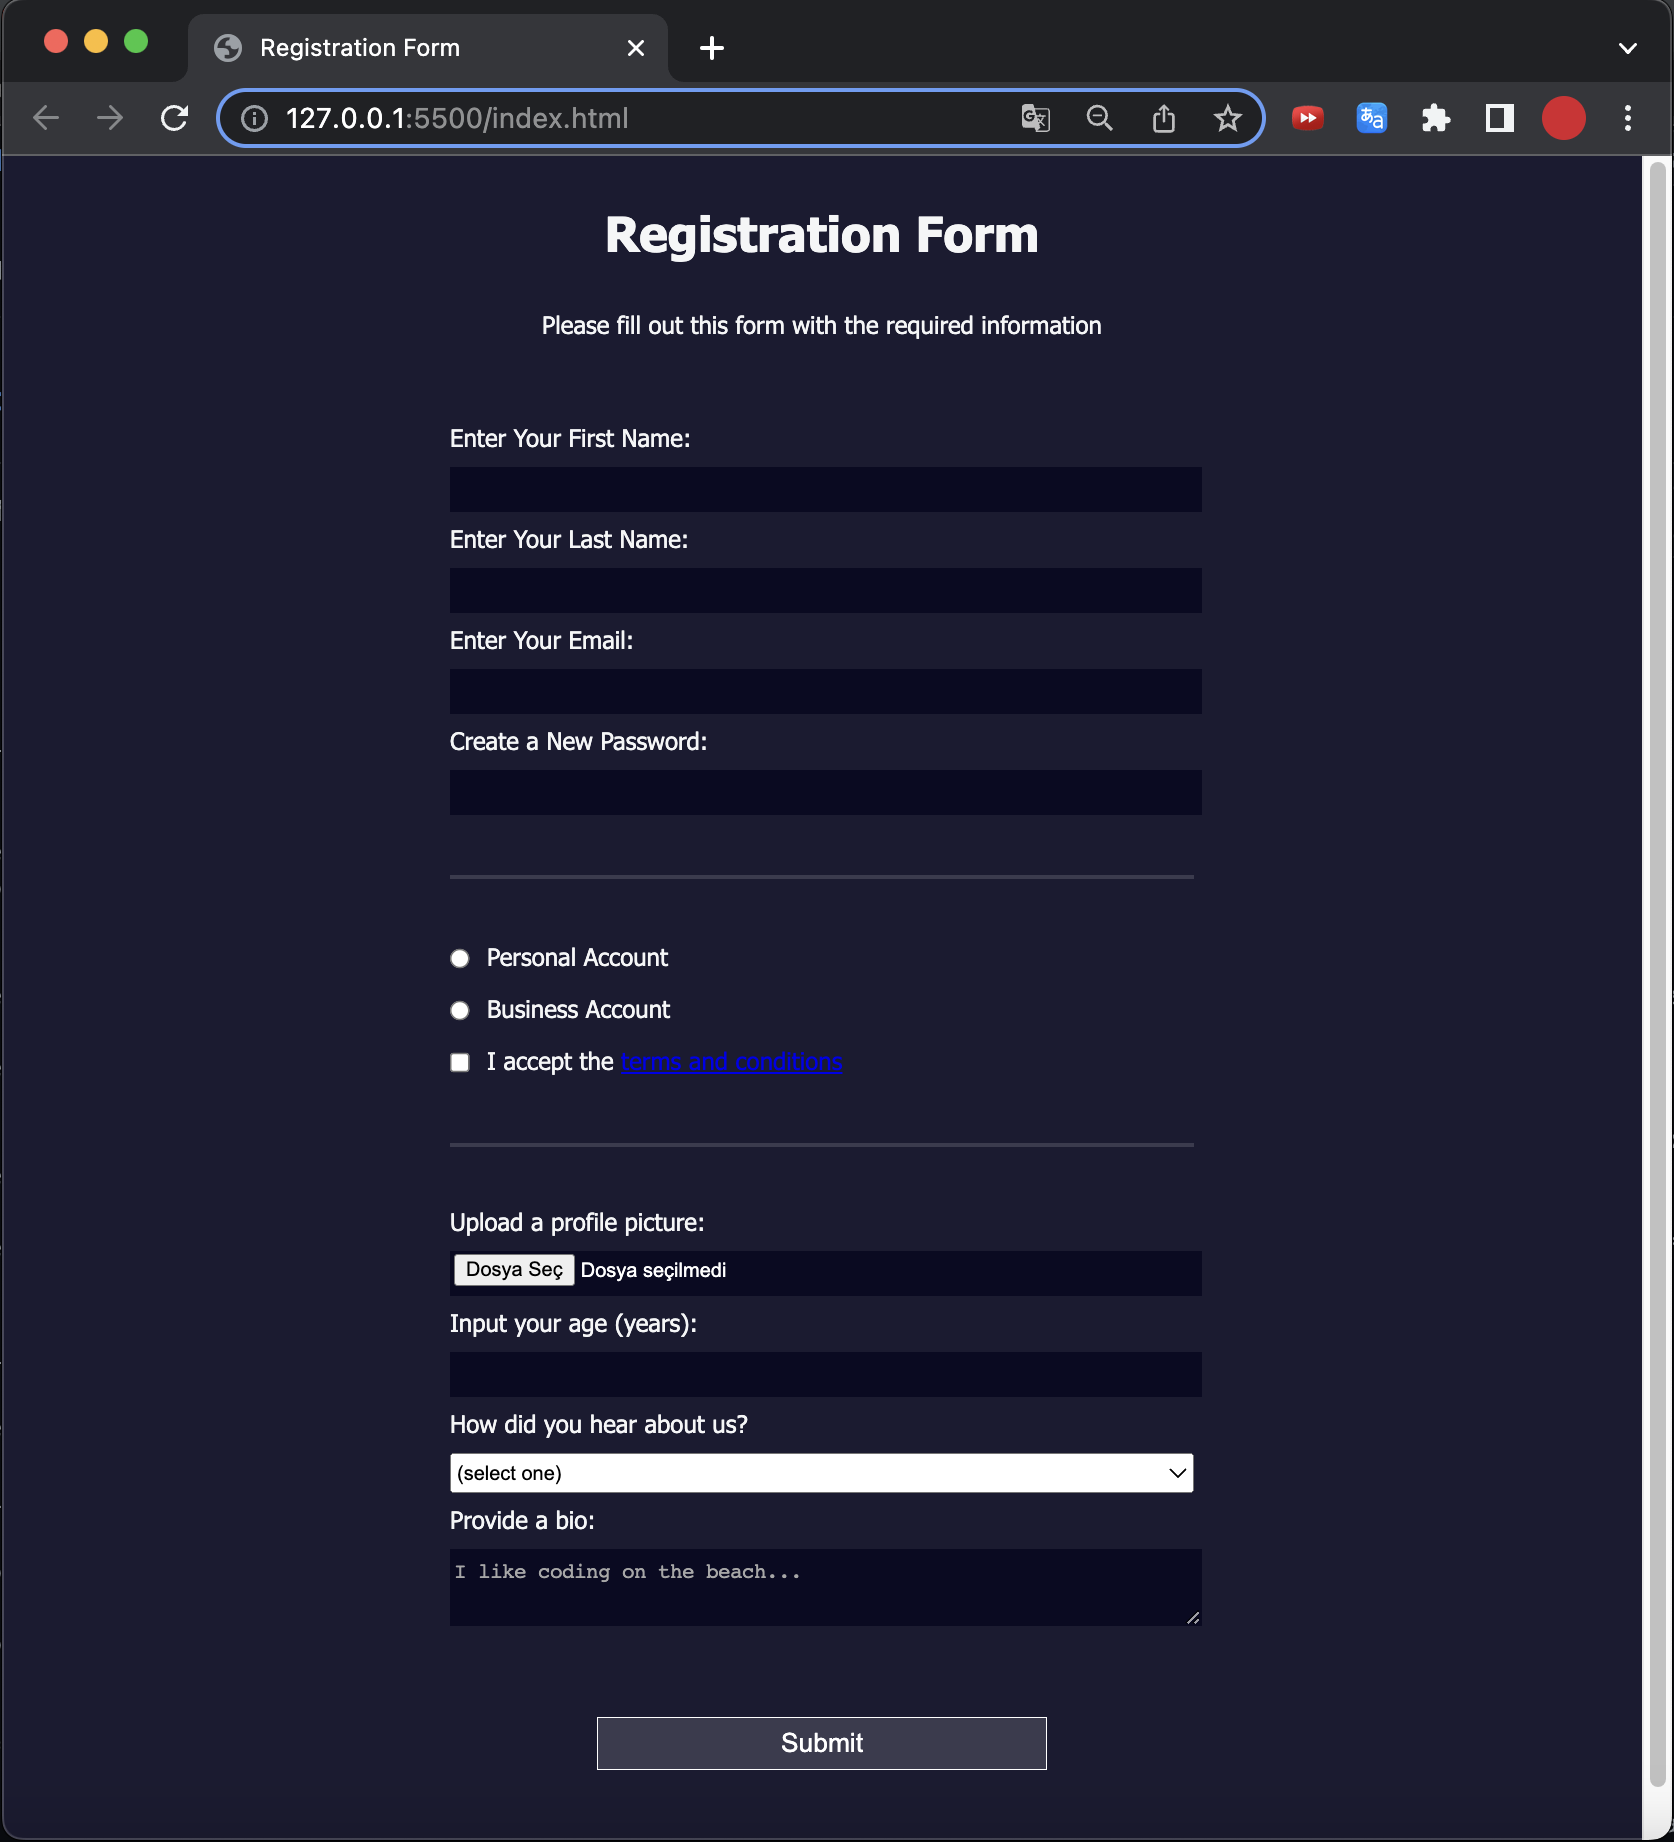 Registration Form
127.0.0.1:5500/index.html
Registration Form
Please fill out this form with the required information
Enter Your First Name:
Enter Your Last Name:
Enter Your Email:
Create a New Password:
Personal Account
Business Account
I accept the terms and conditions
Upload a profile picture:
Dosya Seç Dosya seçilmedi
Input your age (years):
How did you hear about us?
(select one)
Provide a bio:
I like coding on the beach...
Submit